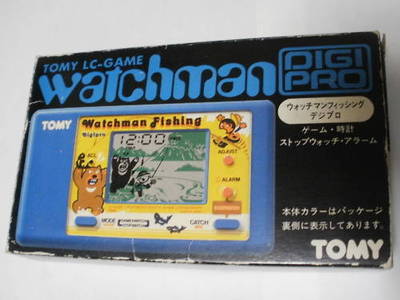 TOMY LC-GAME
watchman
DIGI
PRO
ウォッチマンフィッシング
デジプロ
ゲーム・時計
ストップウォッチ・アラーム
TOMY
Watchman Fishing
Digipro
12:00
ACL
ADJUST
ALARM
MODE
CATCH
本体カラーはパッケージ
裏側に表示してあります。
TOMY